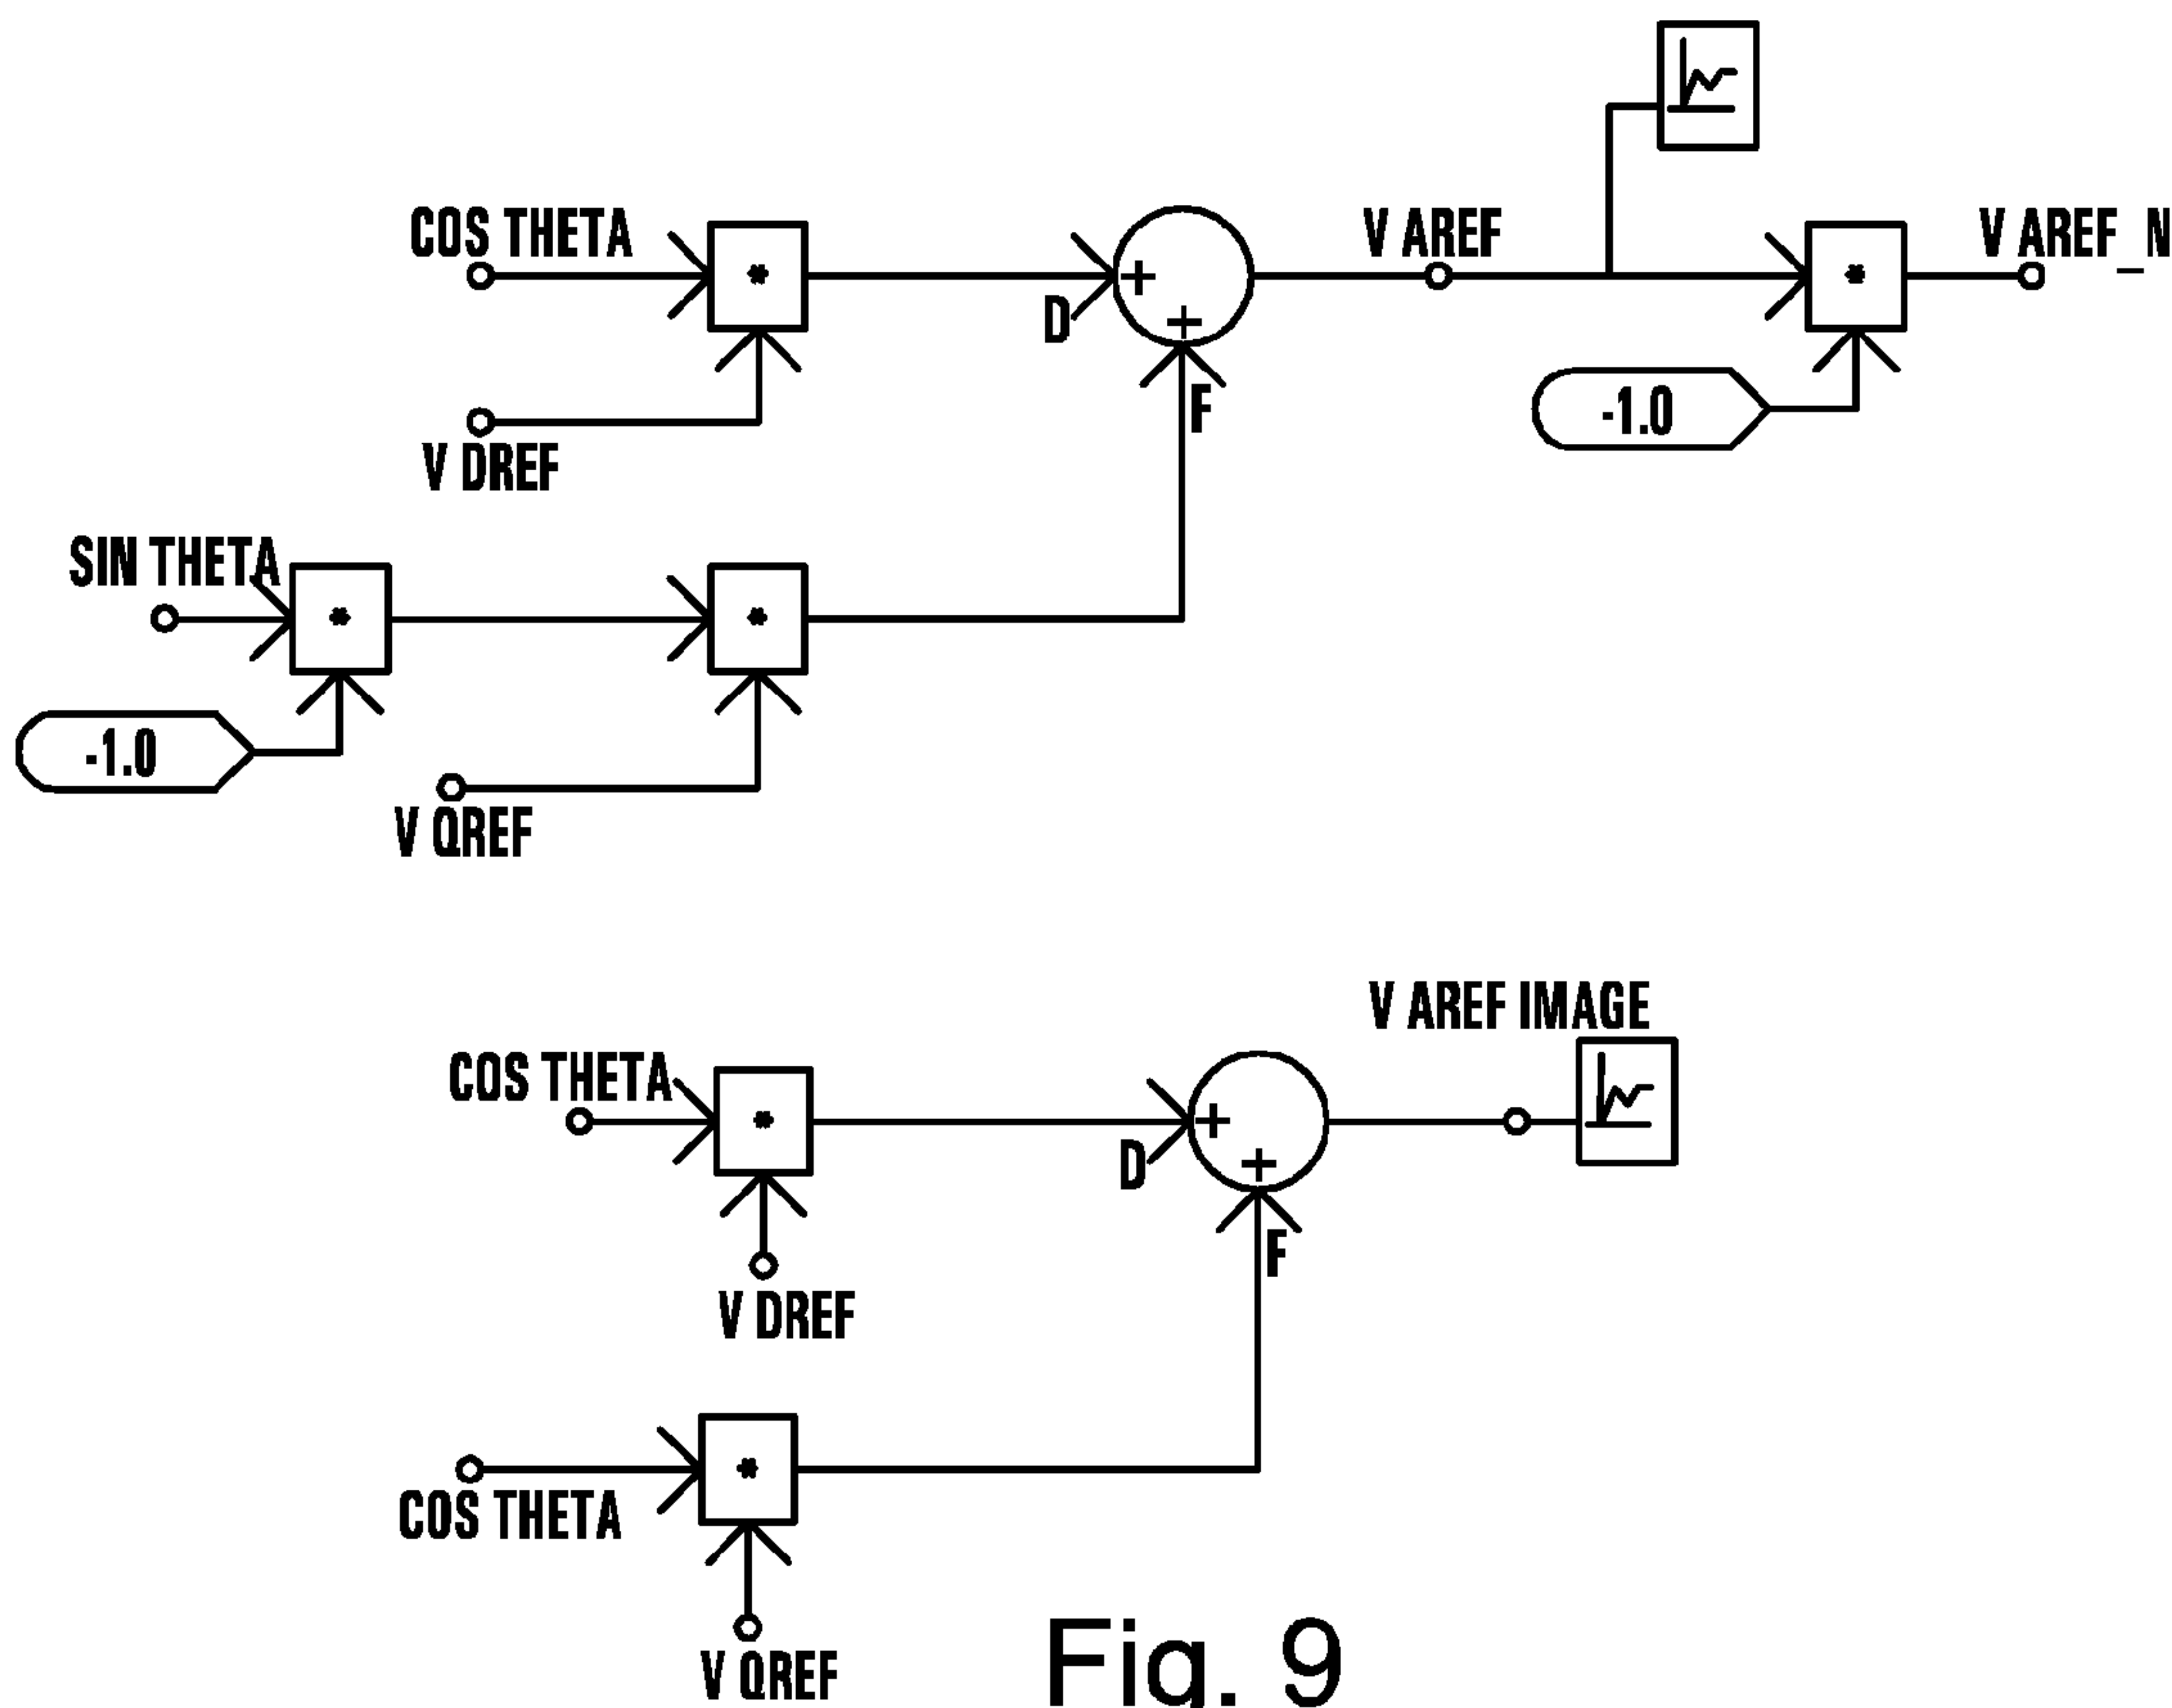 COS THETA
V AREF
V AREF_N
*
+
*
D
+
F
-1.0
V DREF
SIN THETA
*
*
-1.0
V QREF
V AREF IMAGE
COS THETA
*
+
D
+
F
V DREF
*
COS THETA
V QREF
Fig. 9